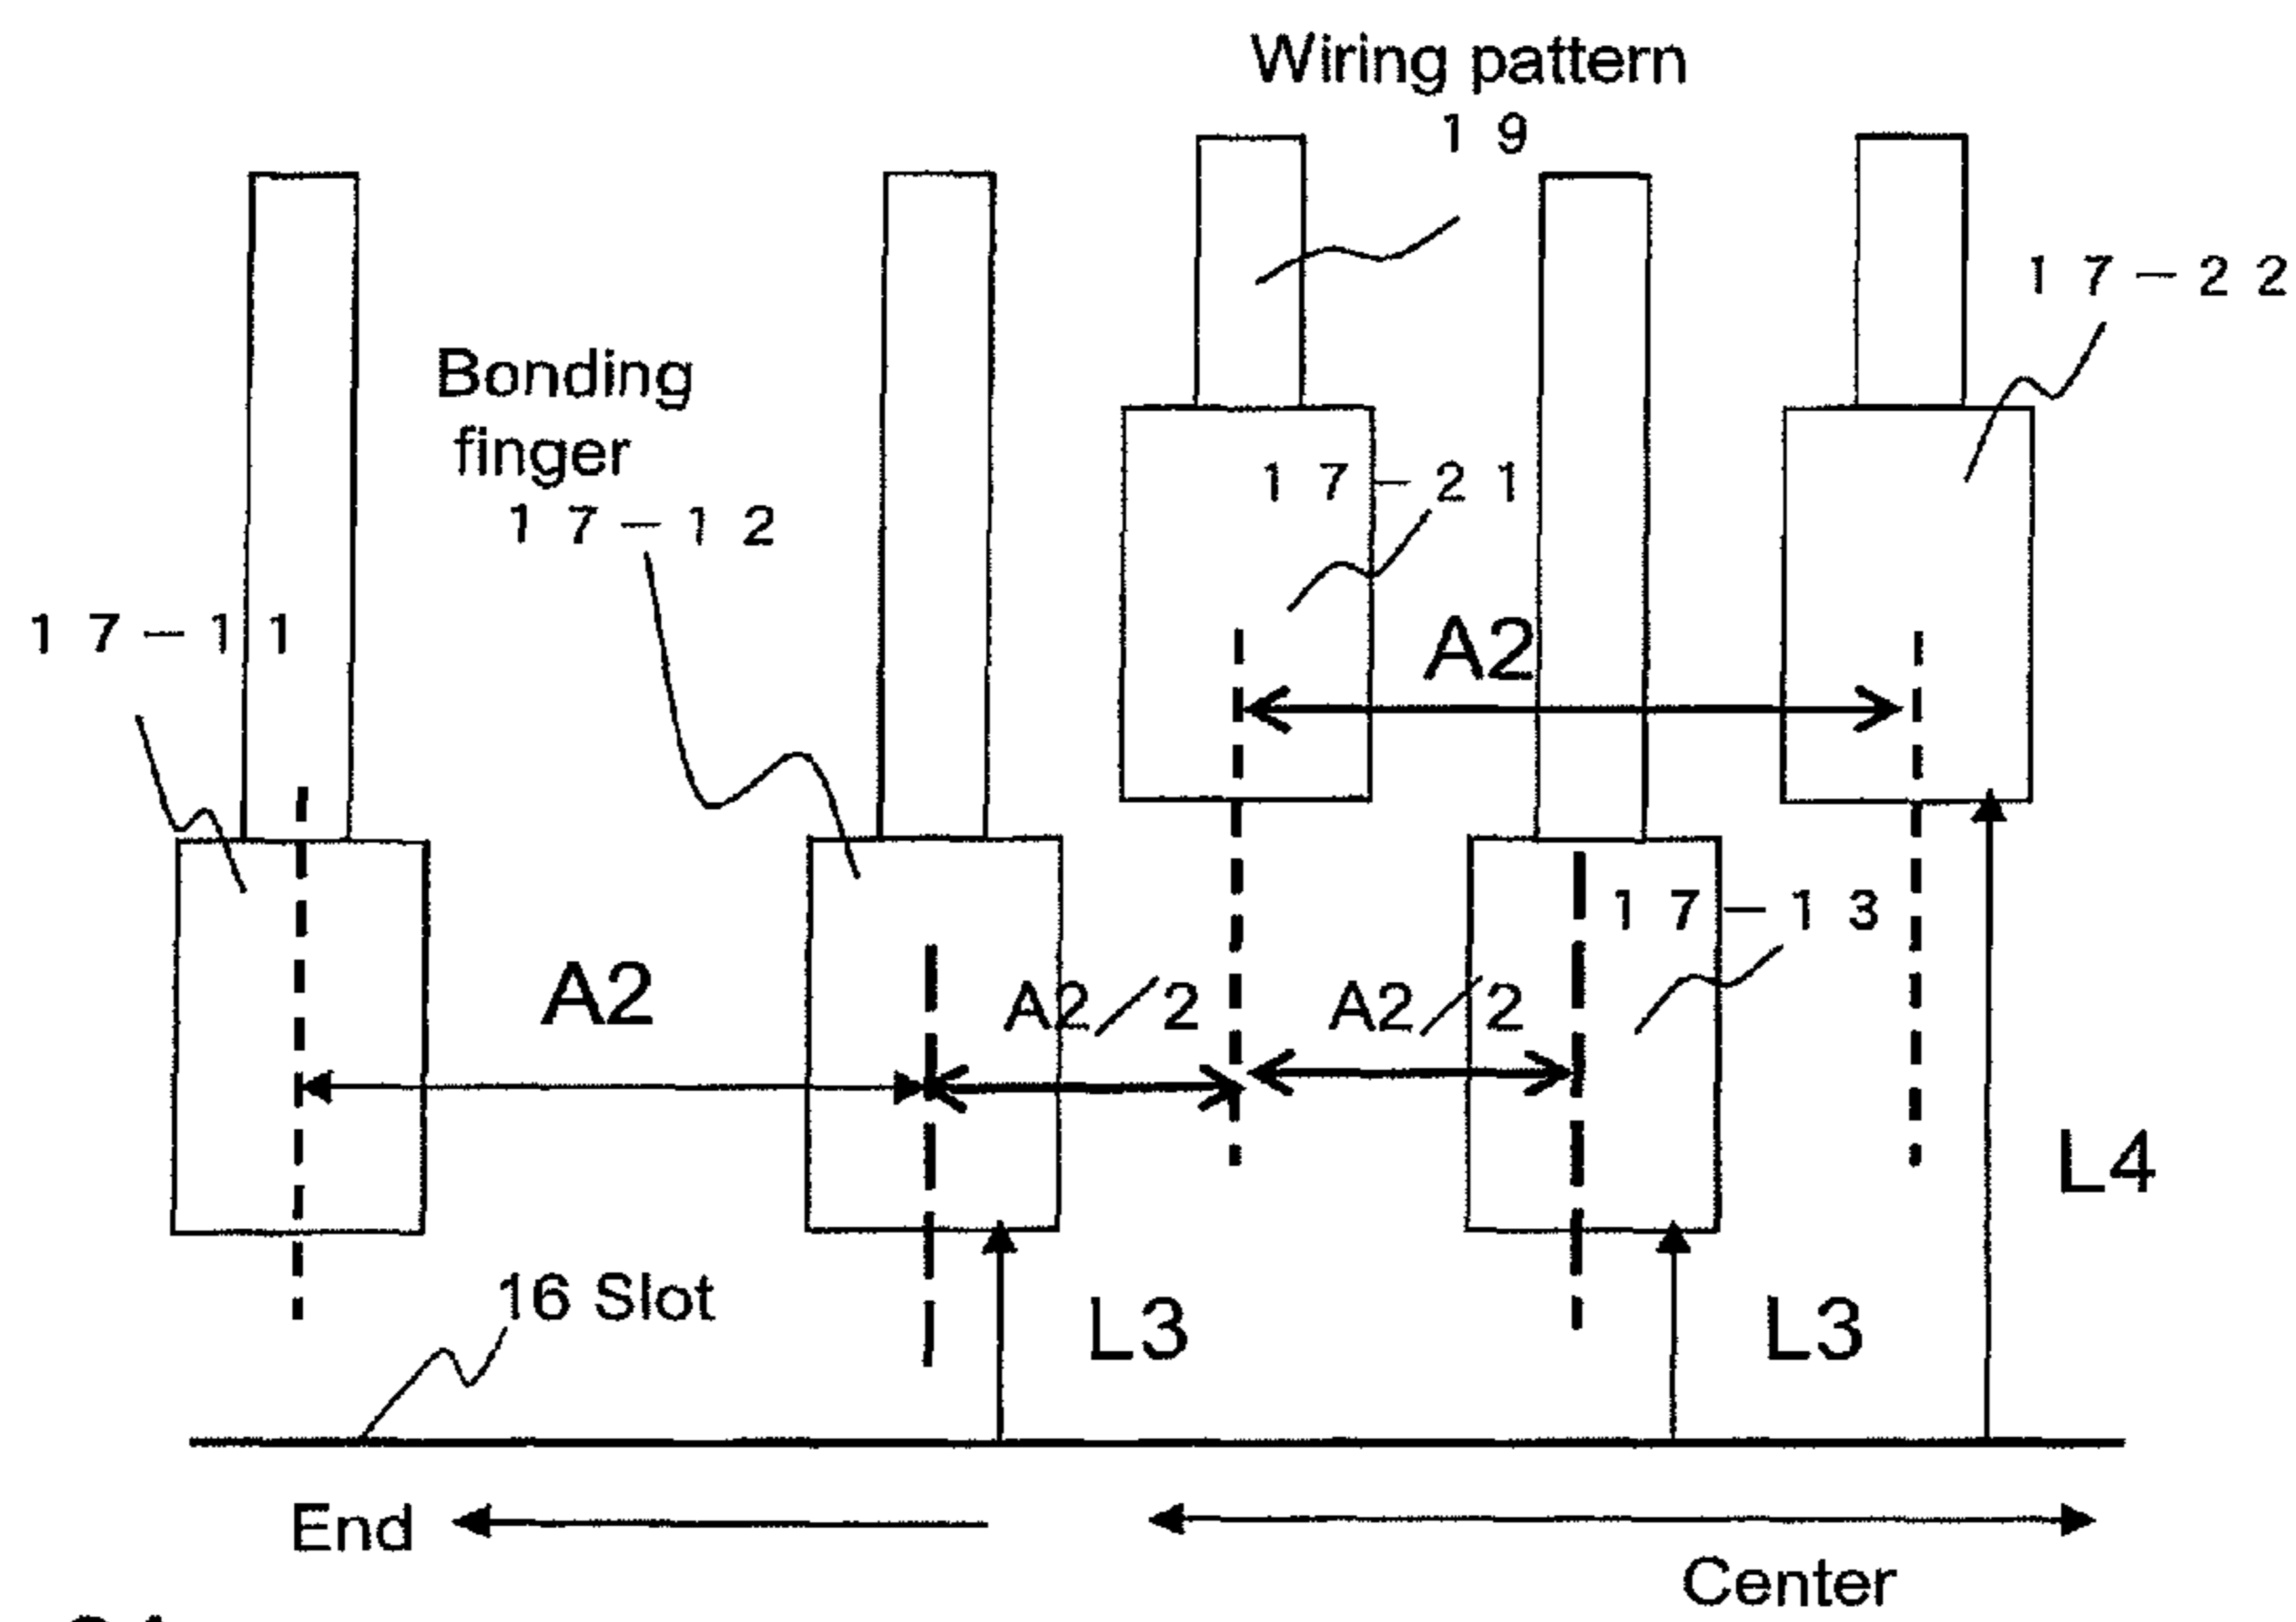 Wiring pattern
19
17-22
Bonding
finger
17-12
17-21
17-11
A2
17-13
A2
A2/2
A2/2
L4
16 Slot
L3
L3
End
Center